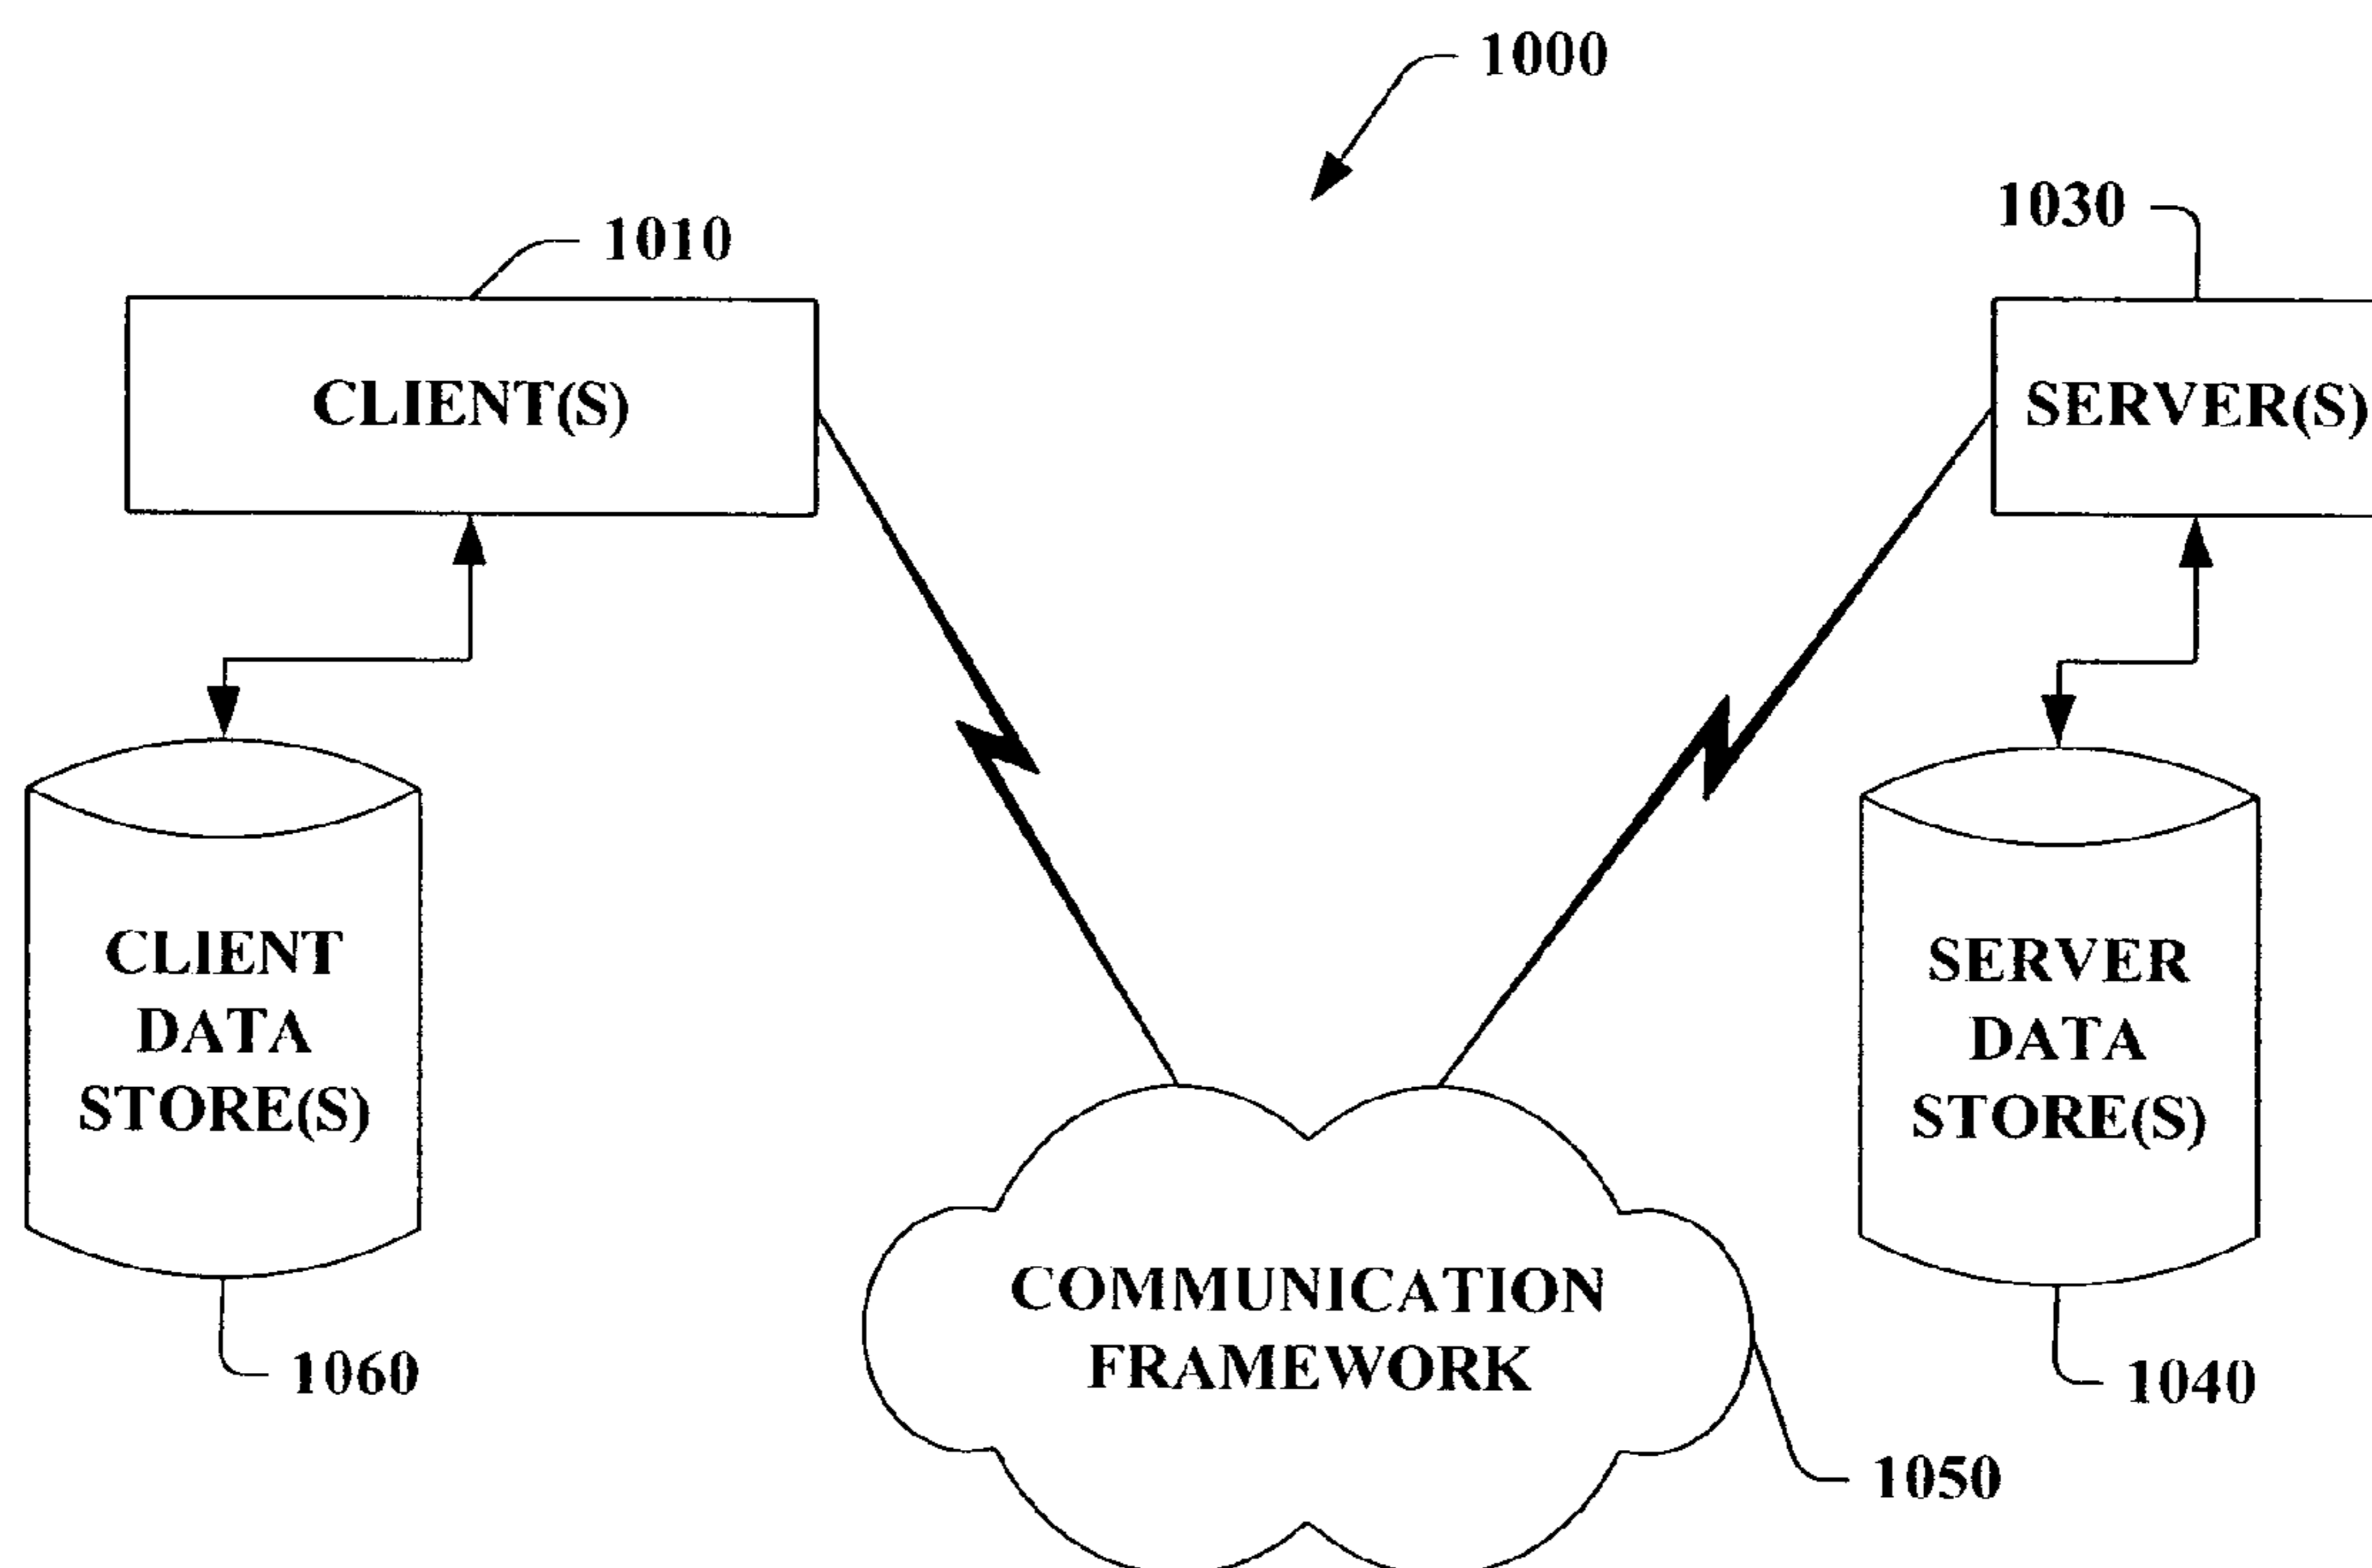 1000
1010
1030
CLIENT(S)
SERVER(S)
CLIENT
DATA
STORE(S)
SERVER
DATA
STORE(S)
COMMUNICATION
FRAMEWORK
1060
1040
1050